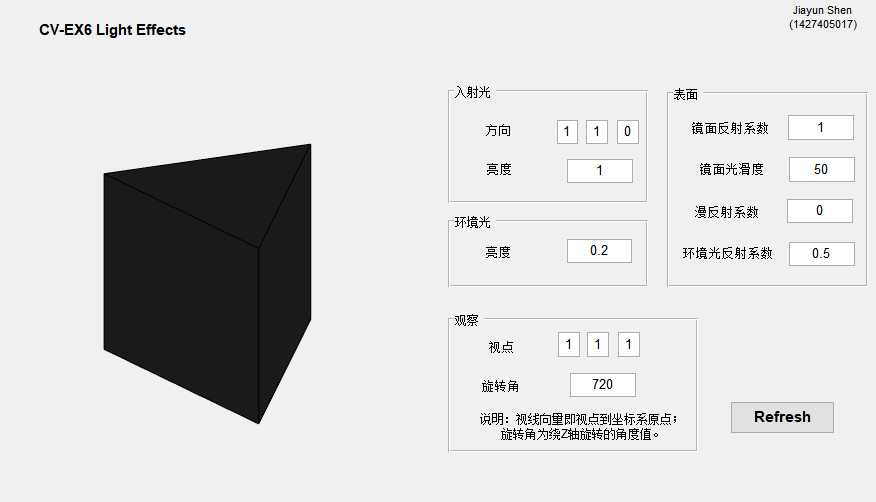 CV-EX6 Light Effects
Jiayun Shen
(1427405017)
入射光
方向 1 1 0
亮度 1
环境光
亮度 0.2
表面
镜面反射系数 1
镜面光滑度 50
漫反射系数 0
环境光反射系数 0.5
观察
视点 1 1 1
旋转角 720
说明：视线向量即视点到坐标系原点；
旋转角为绕Z轴旋转的角度值。
Refresh